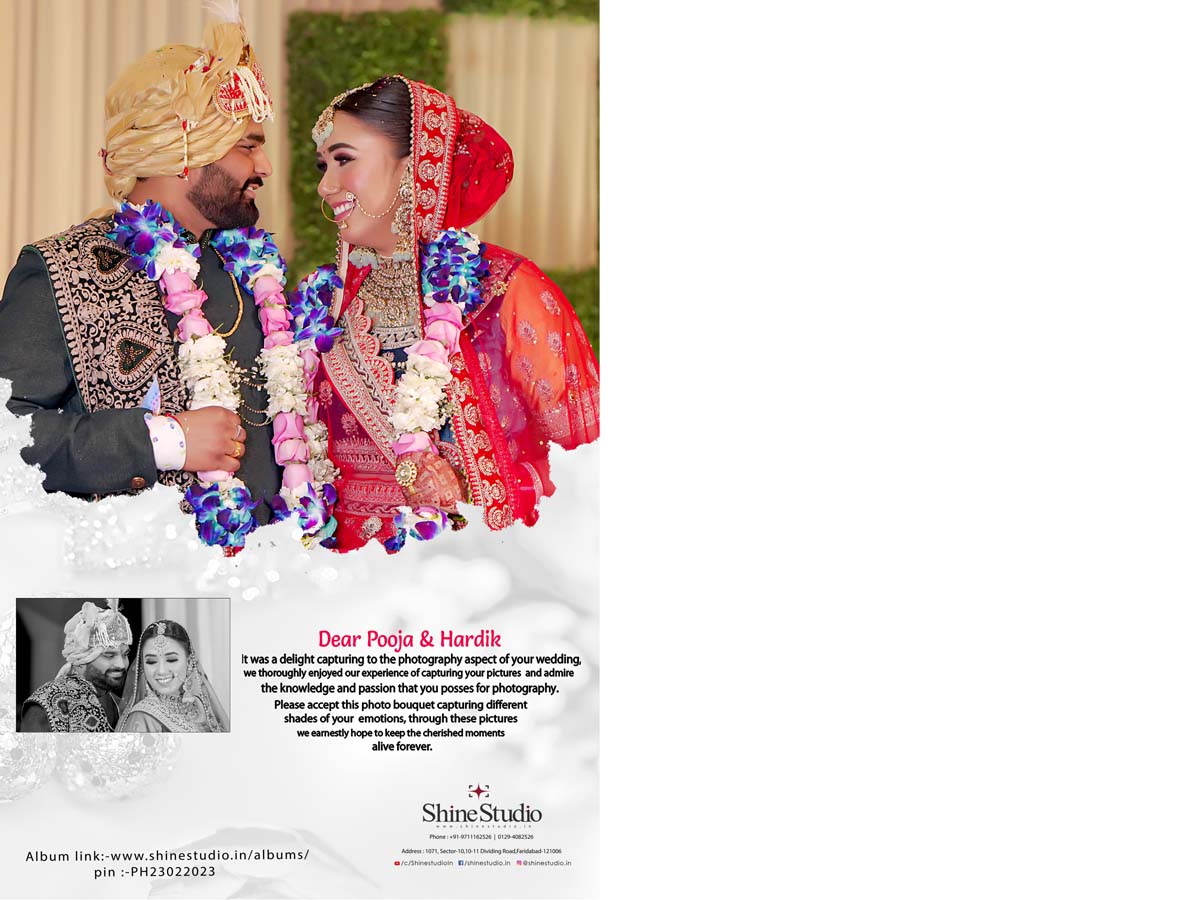 Dear Pooja & Hardik
It was a delight capturing to the photography aspect of your wedding,
we thoroughly enjoyed our experience of capturing your pictures and admire
the knowledge and passion that you posses for photography.
Please accept this photo bouquet capturing different
shades of your emotions, through these pictures
we earnestly hope to keep the cherished moments
alive forever.
Shine Studio
www.shinestudio.in
Phone : +91-9711162526 | 0129-4082526
Address : 1071, Sector-10,10-11 Dividing Road,Faridabad-121006
/c/ShinestudioIn /shinestudio.in @shinestudio.in
Album link:-www.shinestudio.in/albums/
pin :-PH23022023